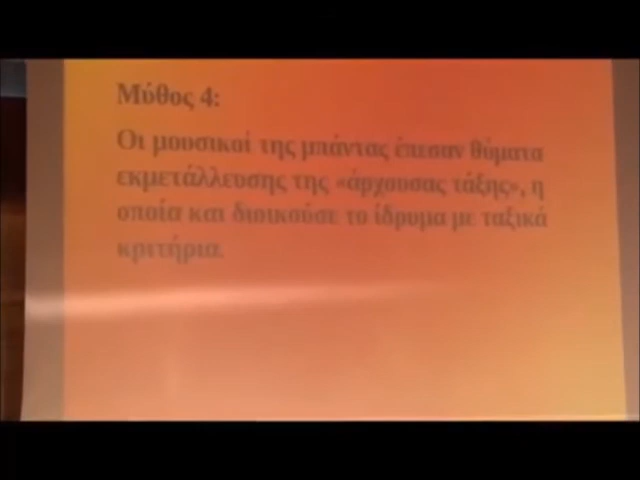 Μύθος 4:
Οι μουσικοί της μπάντας έπεσαν θύματα
εκμετάλλευσης της «άρχουσας τάξης», η
οποία και διοικούσε το ίδρυμα με ταξικά
κριτήρια.